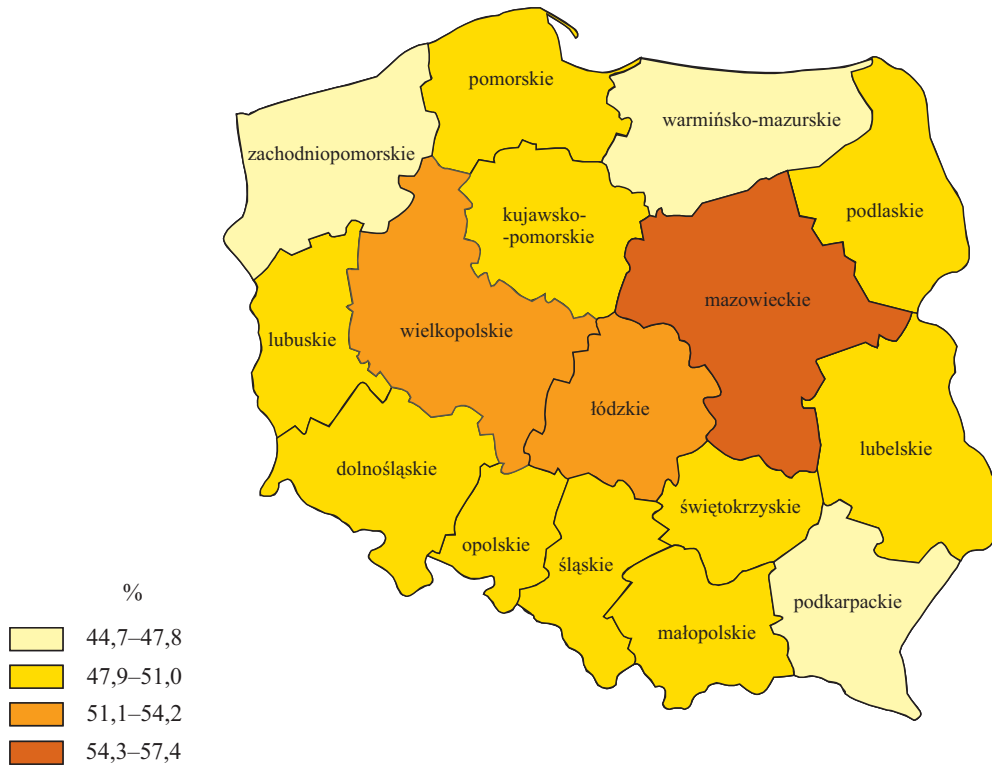 pomorskie
warmińsko-mazurskie
zachodniopomorskie
podlaskie
kujawsko-
-pomorskie
mazowieckie
wielkopolskie
lubuskie
łódzkie
lubelskie
dolnośląskie
świętokrzyskie
opolskie
śląskie
podkarpackie
małopolskie
%
44,7–47,8
47,9–51,0
51,1–54,2
54,3–57,4